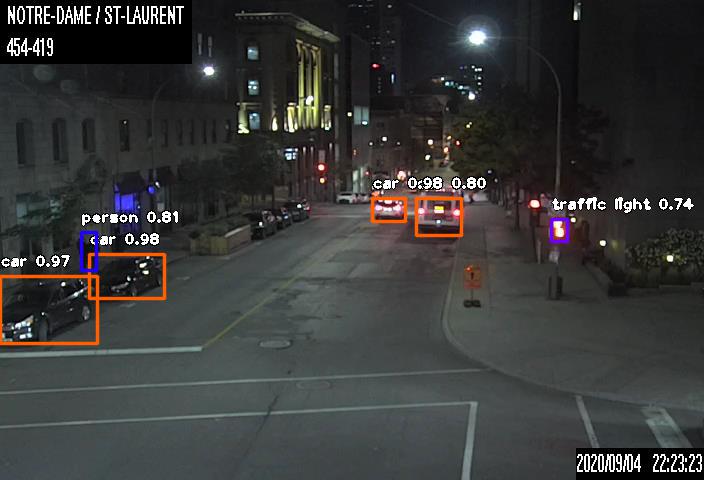 NOTRE-DAME / ST-LAURENT
454-419
car 0.98 0.80
traffic light 0.74
person 0.81
car 0.98
car 0.97
2020/09/04 22:23:23